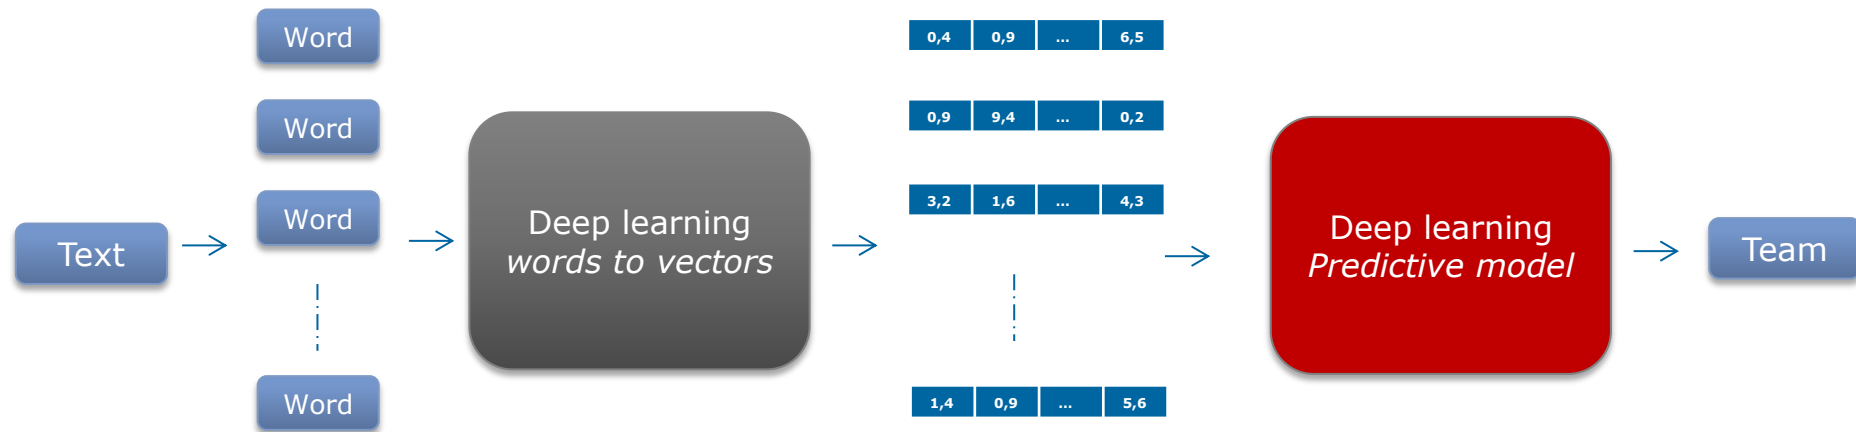 Text
Word
Word
Word
Word
Deep learning
words to vectors
0,4 0,9 ... 6,5
0,9 9,4 ... 0,2
3,2 1,6 ... 4,3
1,4 0,9 ... 5,6
Deep learning
Predictive model
Team